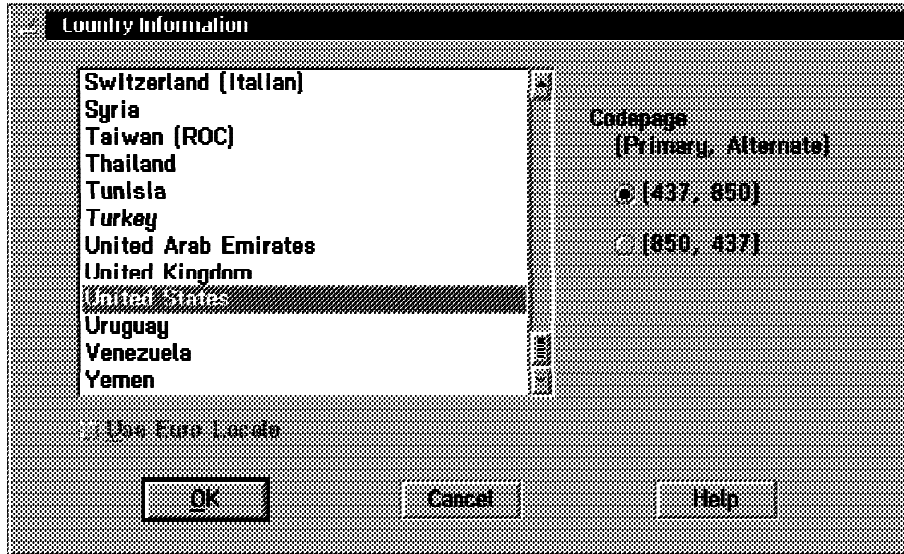 Country Information
Switzerland (Italian)
Syria
Taiwan (ROC)
Thailand
Tunisia
Turkey
United Arab Emirates
United Kingdom
United States
Uruguay
Venezuela
Yemen
Codepage
(Primary, Alternate)
(437, 850)
(850, 437)
Use Euro Locale
OK
Cancel
Help